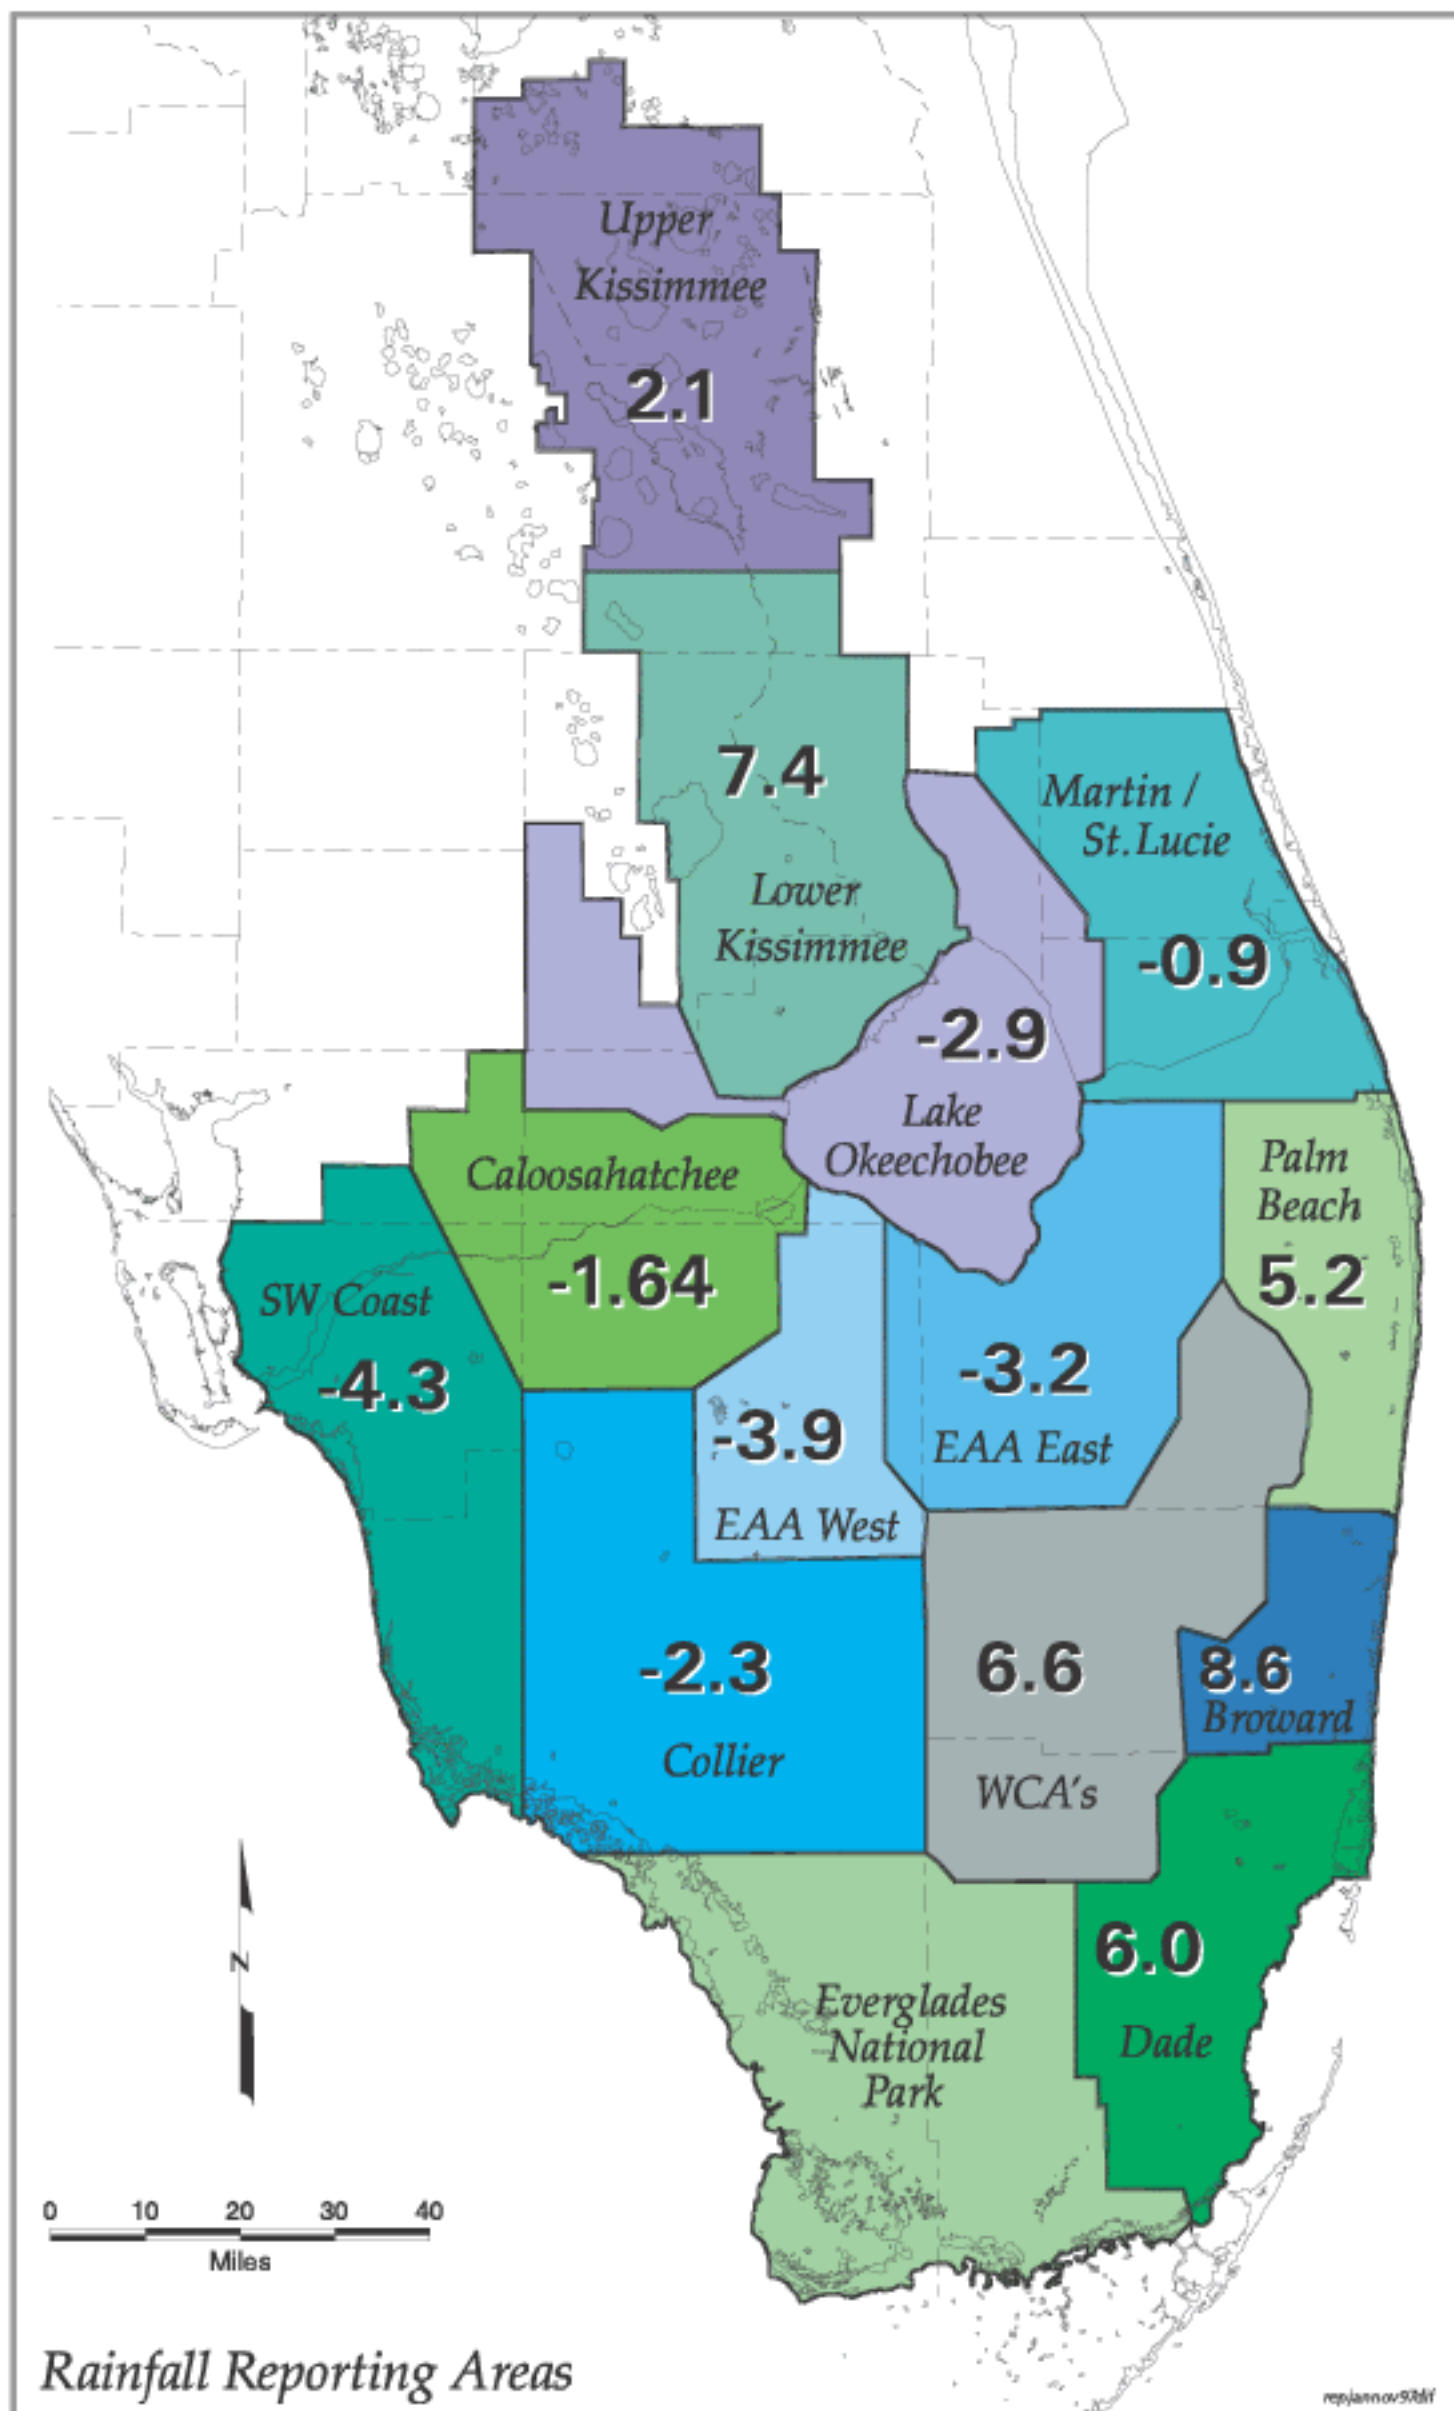 Upper
Kissimmee
2.1
7.4
Lower
Kissimmee
Martin /
St. Lucie
-0.9
-2.9
Lake
Okeechobee
Caloosahatchee
-1.64
SW Coast
-4.3
Palm
Beach
5.2
-3.2
EAA East
-3.9
EAA West
-2.3
Collier
6.6
WCA's
8.6
Broward
6.0
Dade
Everglades
National
Park
N
0 10 20 30 40
Miles
Rainfall Reporting Areas
repjannov97dif